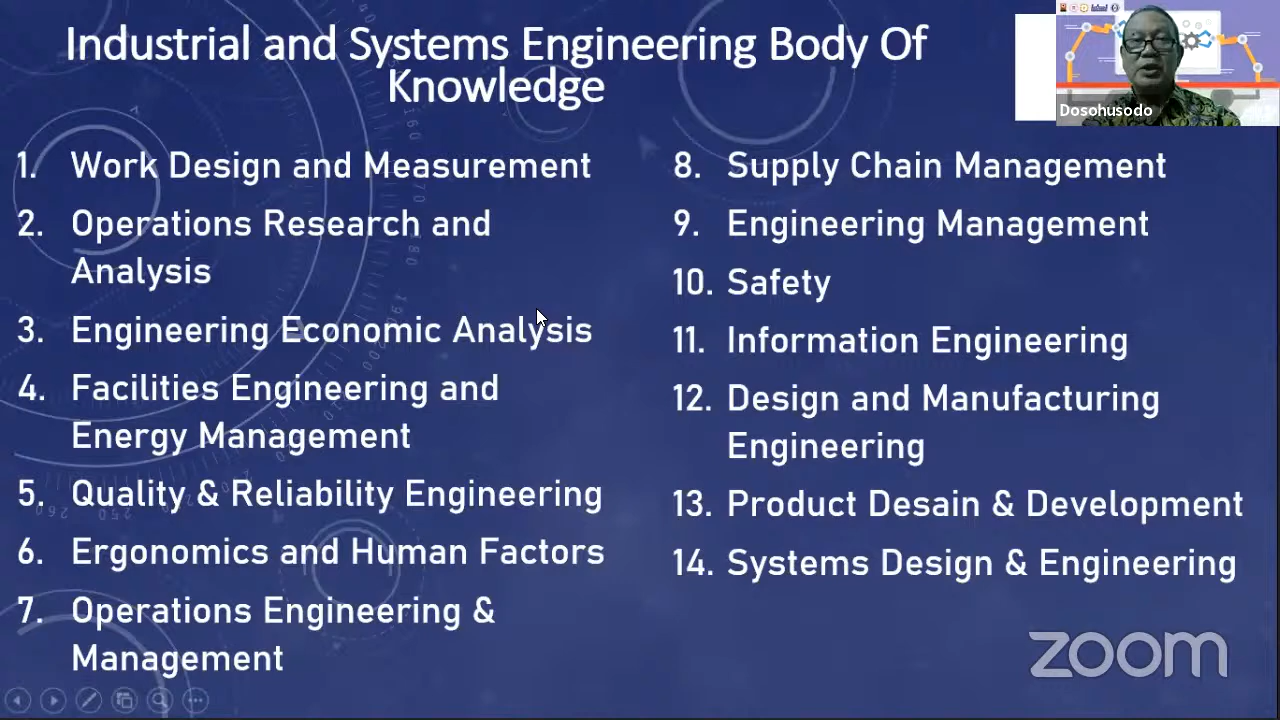 Industrial and Systems Engineering Body Of
Knowledge
Dosohusodo
1. Work Design and Measurement
2. Operations Research and
Analysis
3. Engineering Economic Analysis
4. Facilities Engineering and
Energy Management
5. Quality & Reliability Engineering
6. Ergonomics and Human Factors
7. Operations Engineering &
Management
8. Supply Chain Management
9. Engineering Management
10. Safety
11. Information Engineering
12. Design and Manufacturing
Engineering
13. Product Desain & Development
14. Systems Design & Engineering
zoom